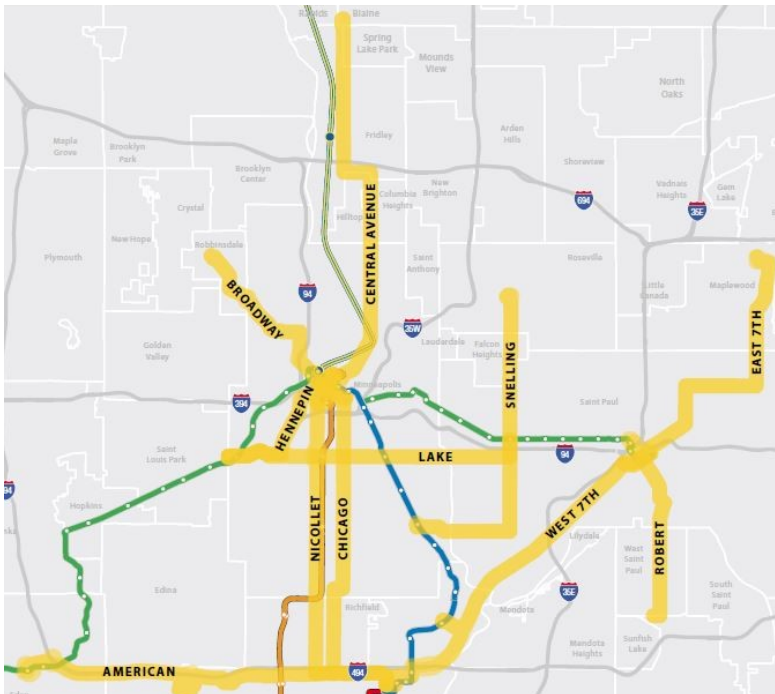 Rapids
Blaine
Spring
Lake Park
Mounds
View
North
Oaks
Maple
Grove
Brooklyn
Park
Fridley
Arden
Hills
Shoreview
Brooklyn
Center
Columbia
Heights
New
Brighton
694
Vadnais
Heights
Gem
Lake
35E
Crystal
Hilltop
CENTRAL AVENUE
New Hope
Robbinsdale
Plymouth
Saint
Anthony
Roseville
Little
Canada
Maplewood
BROADWAY
94
35W
Lauderdale
Falcon
Heights
Golden
Valley
EAST 7TH
SNELLING
Minneapolis
394
HENNEPIN
Saint Paul
Saint
Louis Park
LAKE
94
94
Hopkins
NICOLLET
CHICAGO
WEST 7TH
Lilydale
West
Saint
Paul
ROBERT
Edina
Richfield
Mendota
35E
South
Saint
Paul
Mendota
Heights
Sunfish
Lake
AMERICAN
494